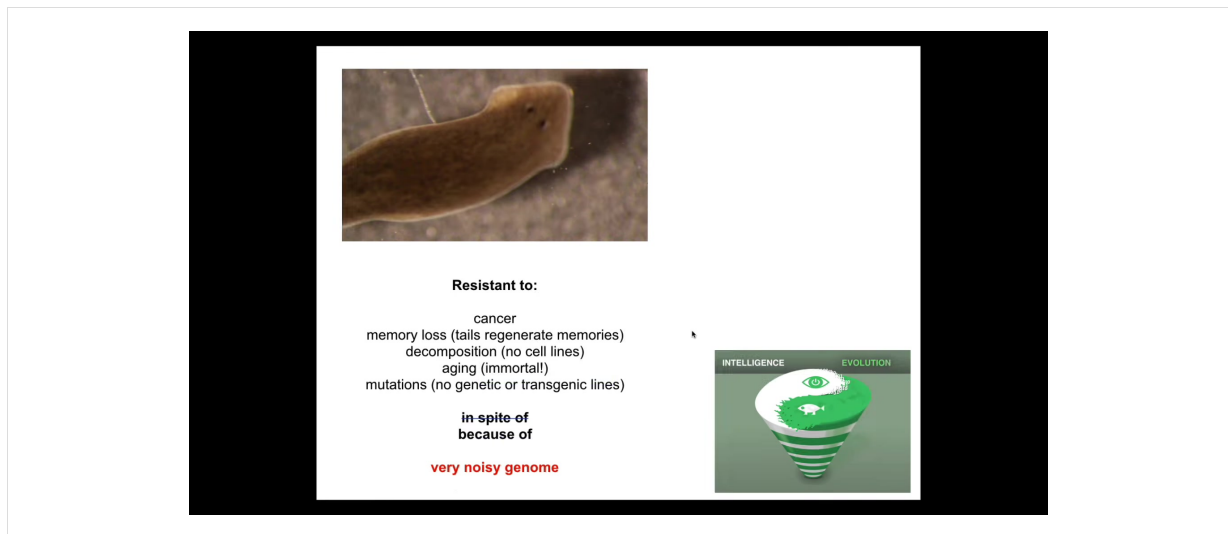 Resistant to:
cancer
memory loss (tails regenerate memories)
decomposition (no cell lines)
aging (immortal!)
mutations (no genetic or transgenic lines)
in spite of
because of
very noisy genome
INTELLIGENCE
EVOLUTION